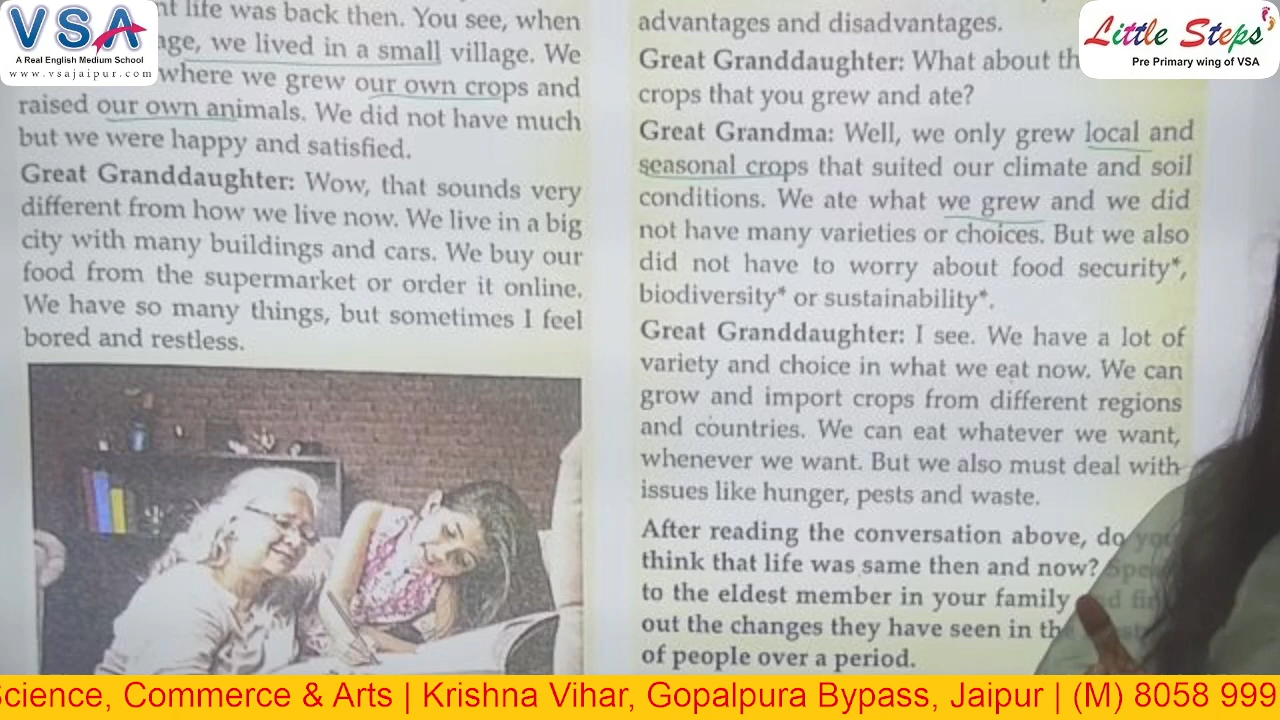 VSA
A Real English Medium School
www.vsajaipur.com
life was back then. You see, when
we lived in a small village. We
where we grew our own crops and
raised our own animals. We did not have much
but we were happy and satisfied.
Great Granddaughter: Wow, that sounds very
different from how we live now. We live in a big
city with many buildings and cars. We buy our
food from the supermarket or order it online.
We have so many things, but sometimes I feel
bored and restless.
Little Steps
Pre Primary wing of VSA
advantages and disadvantages.
Great Granddaughter: What about
crops that you grew and ate?
Great Grandma: Well, we only grew local and
seasonal crops that suited our climate and soil
conditions. We ate what we grew and we did
not have many varieties or choices. But we also
did not have to worry about food security*,
biodiversity* or sustainability*.
Great Granddaughter: I see. We have a lot of
variety and choice in what we eat now. We can
grow and import crops from different regions
and countries. We can eat whatever we want,
whenever we want. But we also must deal with
issues like hunger, pests and waste.
After reading the conversation above, do you
think that life was same then and now?
to the eldest member in your family
out the changes they have seen in
of people over a period.
Science, Commerce & Arts | Krishna Vihar, Gopalpura Bypass, Jaipur | (M) 8058 999